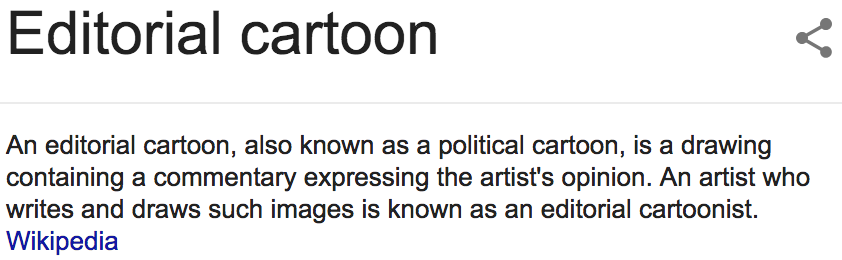 Editorial cartoon
An editorial cartoon, also known as a political cartoon, is a drawing
containing a commentary expressing the artist's opinion. An artist who
writes and draws such images is known as an editorial cartoonist.
Wikipedia